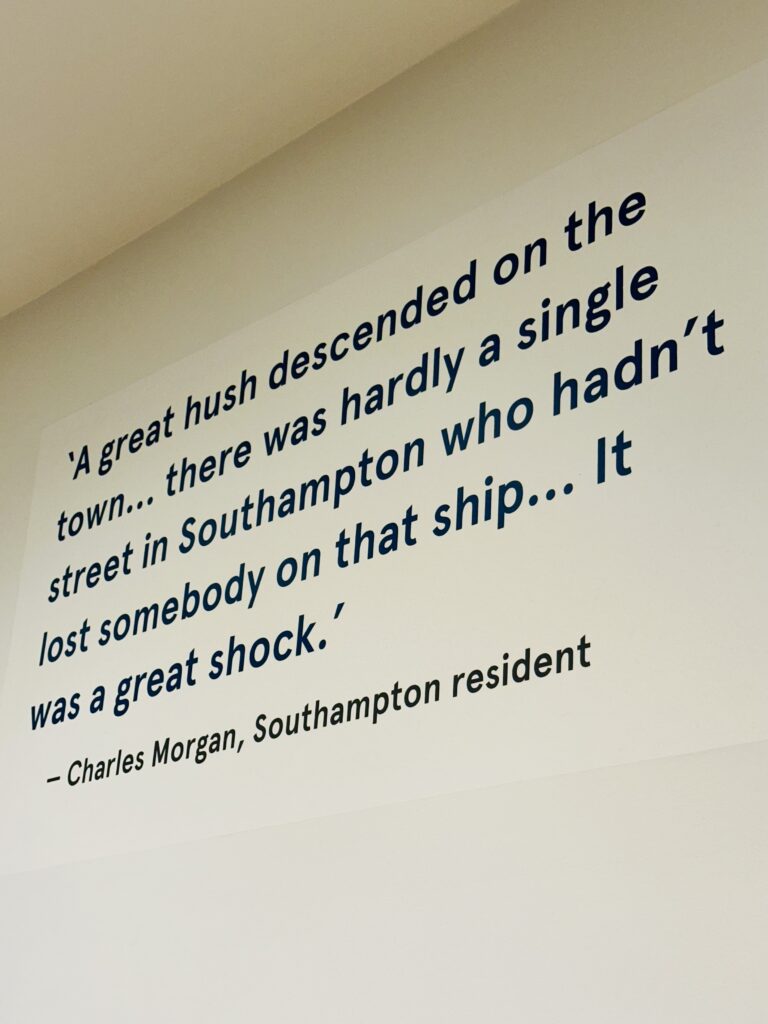 ‘A great hush descended on the
town... there was hardly a single
street in Southampton who hadn’t
lost somebody on that ship... It
was a great shock.’
– Charles Morgan, Southampton resident